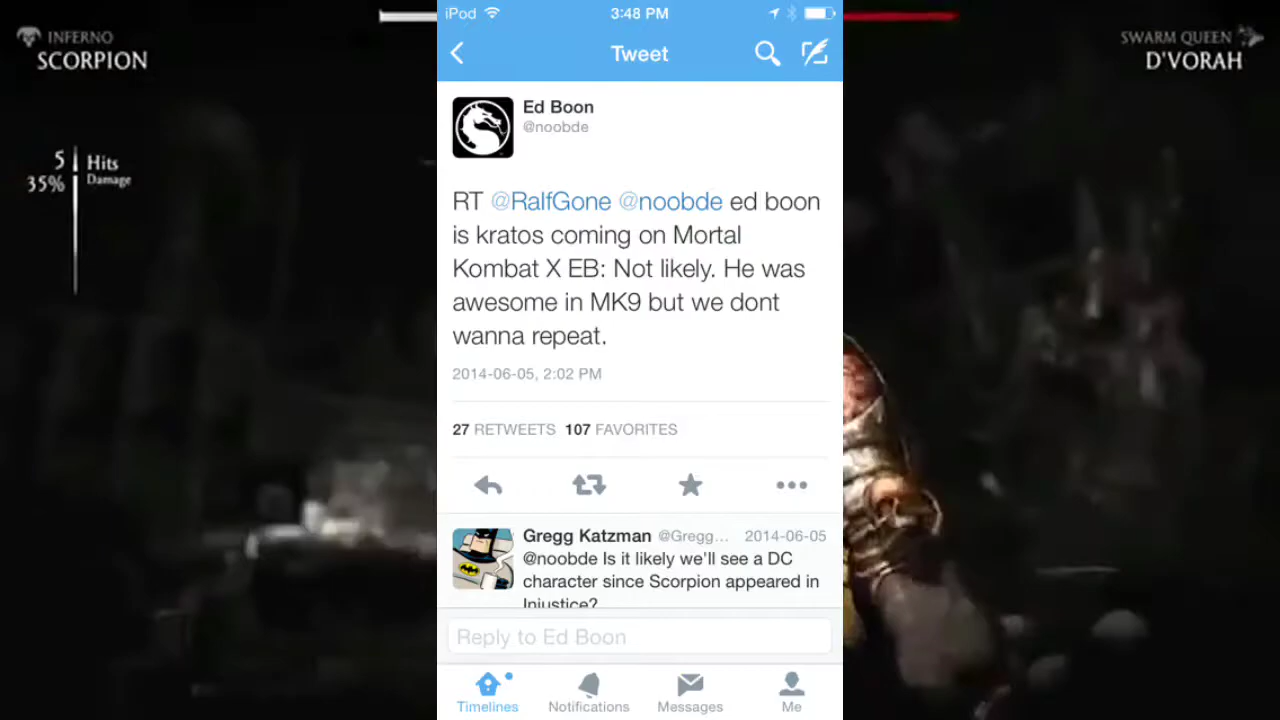 INFERNO
SCORPION
5 Hits
35% Damage
SWARM QUEEN
D'VORAH
iPod 3:48 PM
Tweet
Ed Boon
@noobde
RT @RalfGone @noobde ed boon
is kratos coming on Mortal
Kombat X EB: Not likely. He was
awesome in MK9 but we dont
wanna repeat.
2014-06-05, 2:02 PM
27 RETWEETS 107 FAVORITES
Gregg Katzman @Gregg... 2014-06-05
@noobde Is it likely we'll see a DC
character since Scorpion appeared in
Injustice?
Reply to Ed Boon
Timelines Notifications Messages Me